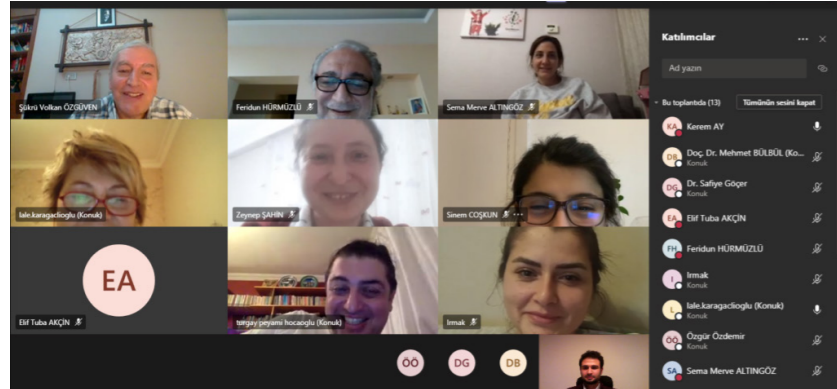 Şükrü Volkan ÖZGÜVEN
Feridun HÜRMÜZLÜ
Sema Merve ALTINGÖZ
lale.karagaclioglu (Konuk)
Zeynep ŞAHİN
Sinem COŞKUN
EA
Elif Tuba AKÇİN
turgay peyami hocaoglu (Konuk)
Irmak
ÖÖ
DG
DB
Katılımcılar
Ad yazın
Bu toplantıda (13)
Tümünün sesini kapat
KA
Kerem AY
DB
Doç. Dr. Mehmet BÜLBÜL (Ko...
Konuk
DG
Dr. Safiye Göçer
Konuk
EA
Elif Tuba AKÇİN
FH
Feridun HÜRMÜZLÜ
I
Irmak
Konuk
L
lale.karagaclioglu (Konuk)
Konuk
ÖÖ
Özgür Özdemir
Konuk
SA
Sema Merve ALTINGÖZ